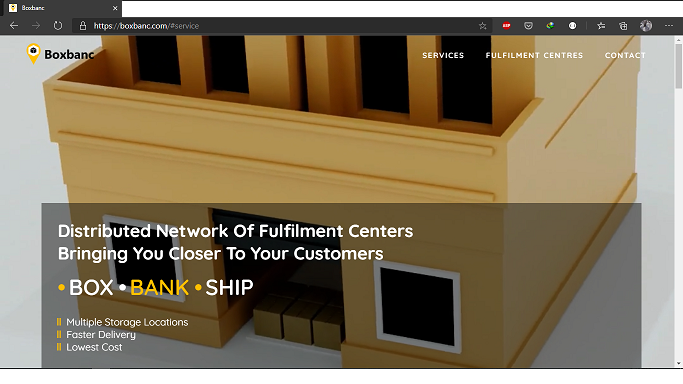 Boxbanc
https://boxbanc.com/#service
ABP
Boxbanc
SERVICES
FULFILMENT CENTRES
CONTACT
Distributed Network Of Fulfilment Centers
Bringing You Closer To Your Customers
• BOX • BANK • SHIP
Multiple Storage Locations
Faster Delivery
Lowest Cost